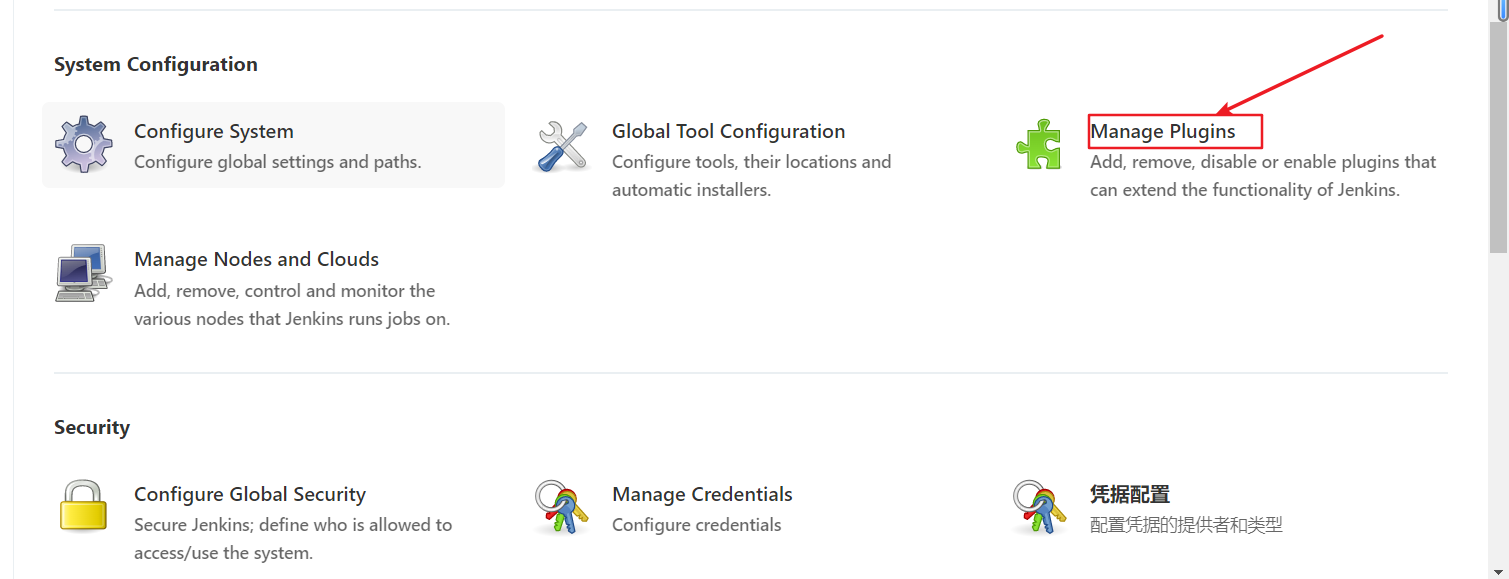 System Configuration
Configure System
Configure global settings and paths.
Global Tool Configuration
Configure tools, their locations and
automatic installers.
Manage Plugins
Add, remove, disable or enable plugins that
can extend the functionality of Jenkins.
Manage Nodes and Clouds
Add, remove, control and monitor the
various nodes that Jenkins runs jobs on.
Security
Configure Global Security
Secure Jenkins; define who is allowed to
access/use the system.
Manage Credentials
Configure credentials
凭据配置
配置凭据的提供者和类型